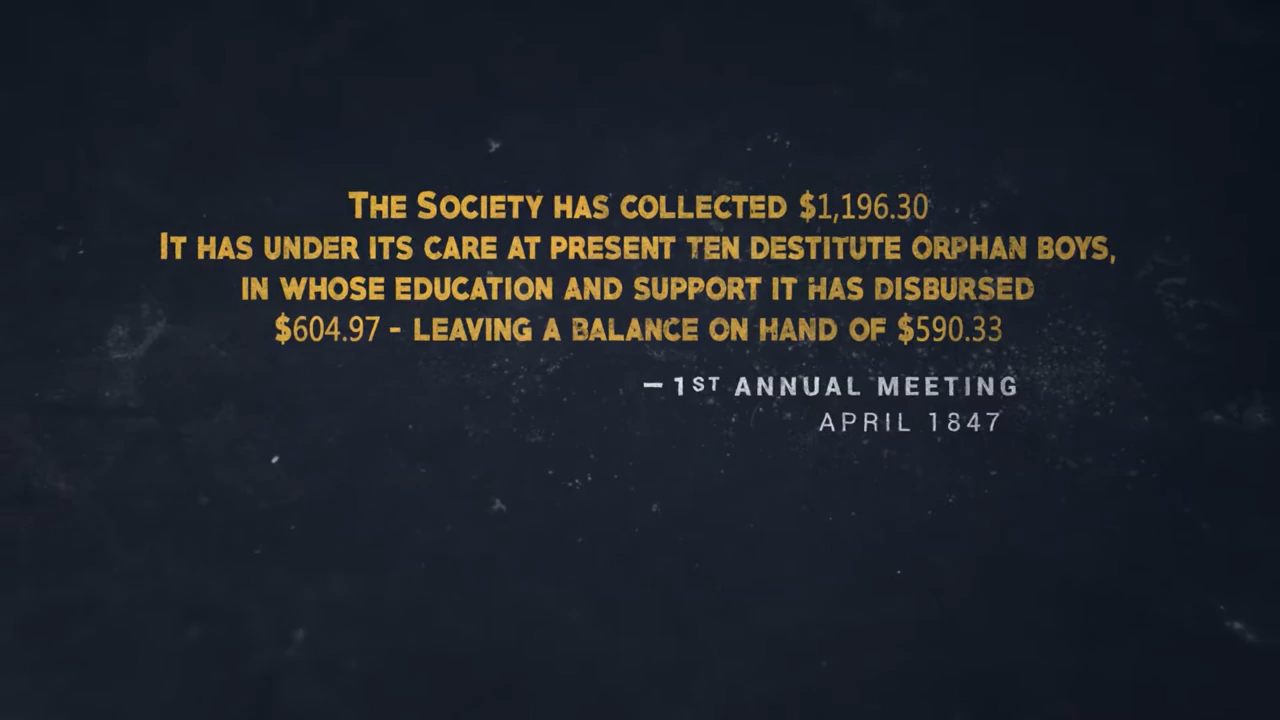 The Society has collected $1,196.30
It has under its care at present ten destitute orphan boys,
in whose education and support it has disbursed
$604.97 - leaving a balance on hand of $590.33
— 1st ANNUAL MEETING
APRIL 1847